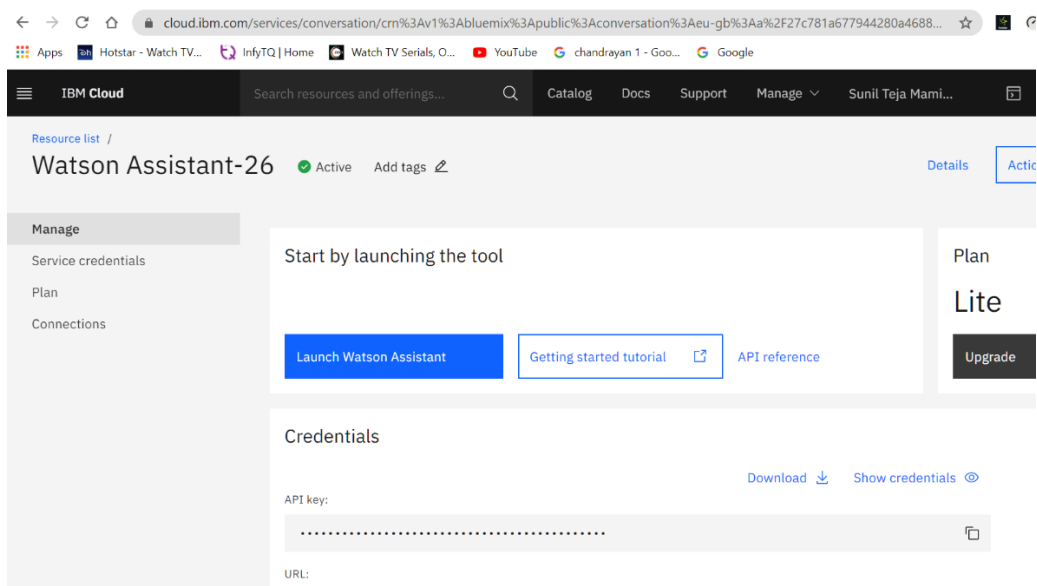 cloud.ibm.com/services/conversation/crn%3Av1%3Abluemix%3Apublic%3Aconversation%3Aeu-gb%3Aa%2F27c781a677944280a4688...
Apps Hotstar - Watch TV... InfyTQ | Home Watch TV Serials, O... YouTube chandrayan 1 - Goo... Google
IBM Cloud Search resources and offerings... Catalog Docs Support Manage Sunil Teja Mami...
Resource list /
Watson Assistant-26 Active Add tags Details Actio
Manage
Service credentials
Plan
Connections
Start by launching the tool
Launch Watson Assistant Getting started tutorial API reference
Plan
Lite
Upgrade
Credentials
Download Show credentials
API key:
............................................
URL: